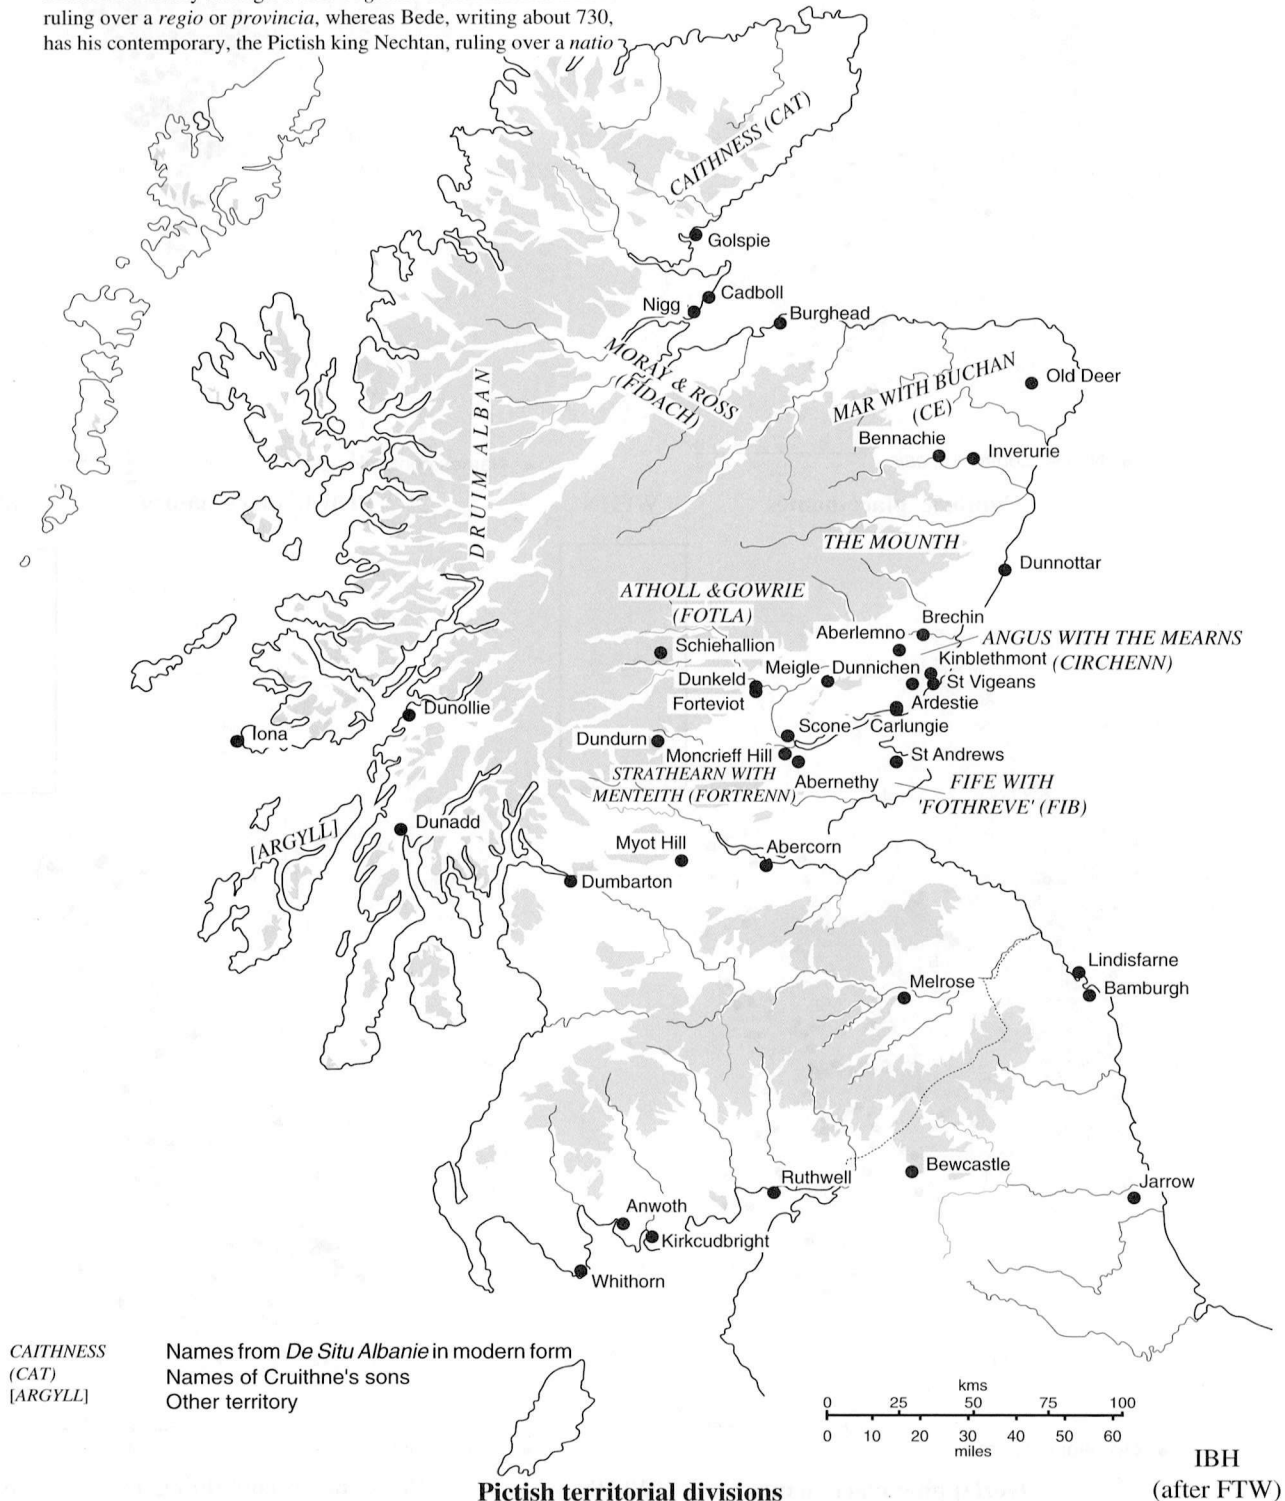 ruling over a regio or provincia, whereas Bede, writing about 730,
has his contemporary, the Pictish king Nechtan, ruling over a natio
CAITHNESS (CAT)
Golspie
Cadboll
Nigg
Burghead
MORAY & ROSS
(FIDACH)
MAR WITH BUCHAN
(CE)
Old Deer
Bennachie
Inverurie
DRUIM ALBAN
THE MOUNTH
Dunnottar
ATHOLL &GOWRIE
(FOTLA)
Brechin
Aberlemno
ANGUS WITH THE MEARNS
(CIRCHENN)
Schiehallion
Kinblethmont
Meigle
Dunnichen
Dunkeld
St Vigeans
Forteviot
Ardestie
Dunollie
Iona
Scone
Carlungie
Dundurn
Moncrieff Hill
St Andrews
STRATHEARN WITH
MENTEITH (FORTRENN)
Abernethy
FIFE WITH
'FOTHREVE' (FIB)
[ARGYLL]
Dunadd
Myot Hill
Abercorn
Dumbarton
Lindisfarne
Melrose
Bamburgh
Bewcastle
Ruthwell
Jarrow
Anwoth
Kirkcudbright
Whithorn
CAITHNESS Names from De Situ Albanie in modern form
(CAT) Names of Cruithne's sons
[ARGYLL] Other territory
kms
0 25 50 75 100
0 10 20 30 40 50 60
miles
IBH
(after FTW)
Pictish territorial divisions